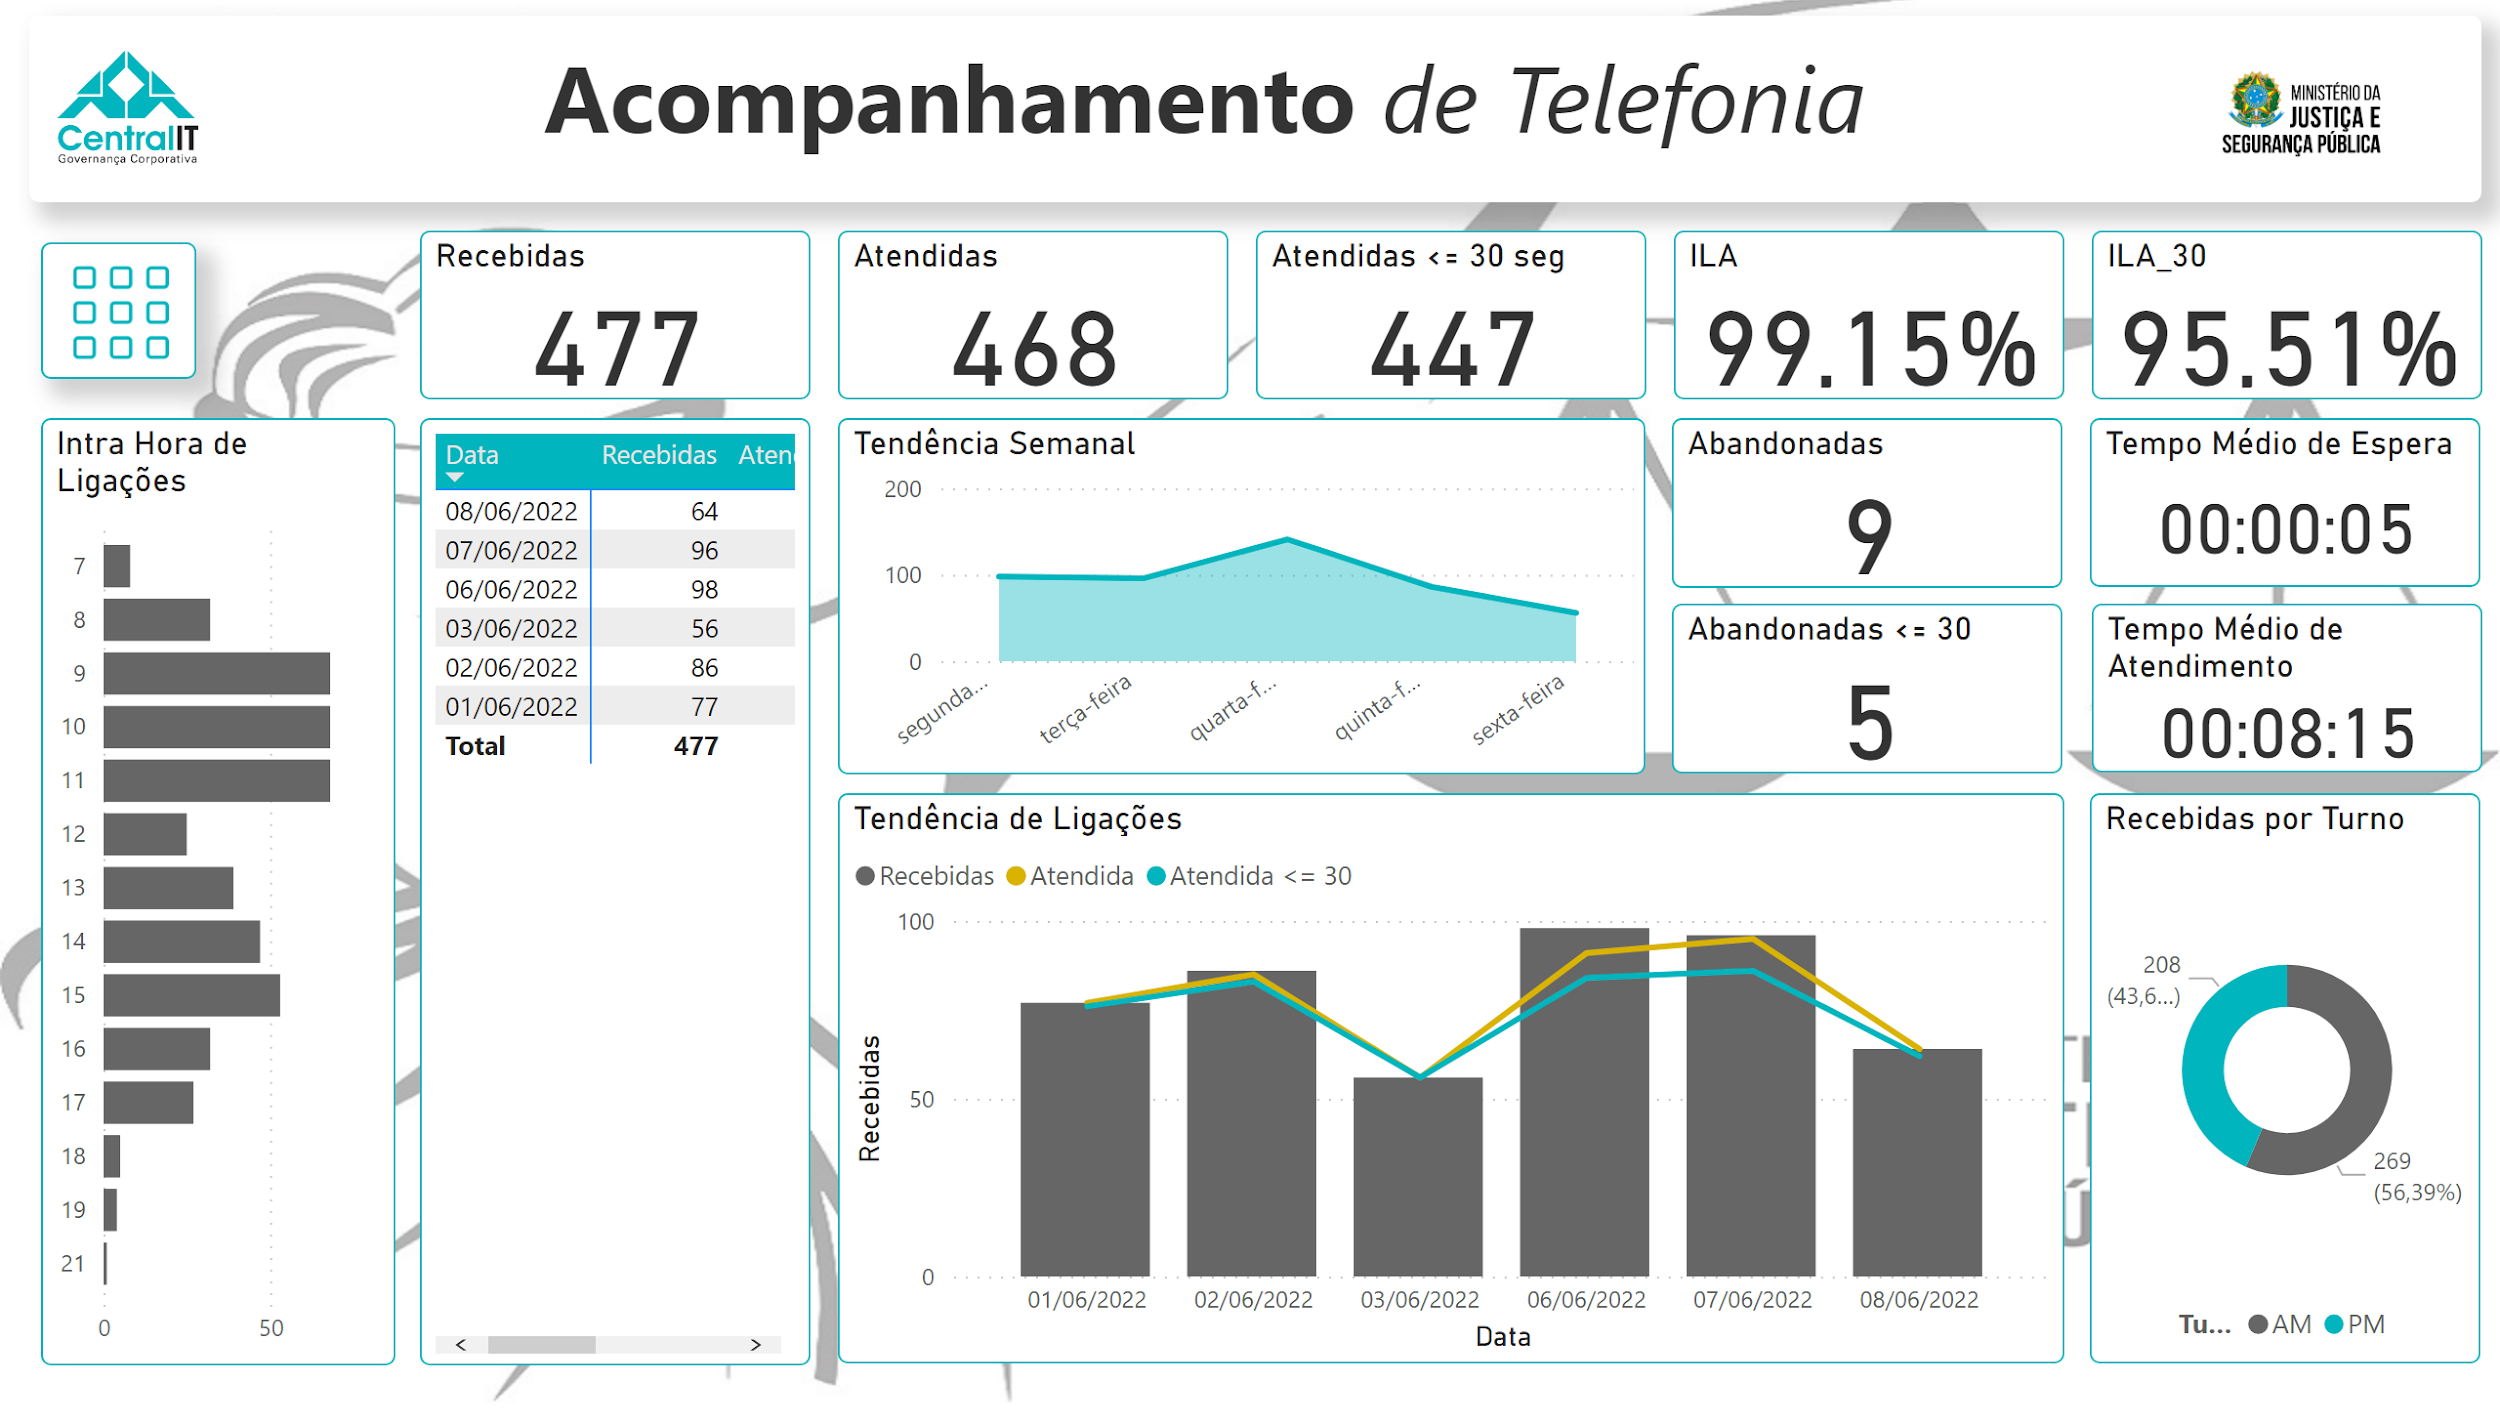 CentralIT
Governança Corporativa
Acompanhamento de Telefonia
MINISTÉRIO DA
JUSTIÇA E
SEGURANÇA PÚBLICA
Recebidas
477
Atendidas
468
Atendidas <= 30 seg
447
ILA
99.15%
ILA_30
95.51%
Intra Hora de
Ligações
7
8
9
10
11
12
13
14
15
16
17
18
19
21
0 50
Data Recebidas Aten
08/06/2022 64
07/06/2022 96
06/06/2022 98
03/06/2022 56
02/06/2022 86
01/06/2022 77
Total 477
Tendência Semanal
200
100
0
segunda... terça-feira quarta-f... quinta-f... sexta-feira
Abandonadas
9
Tempo Médio de Espera
00:00:05
Abandonadas <= 30
5
Tempo Médio de
Atendimento
00:08:15
Tendência de Ligações
Recebidas Atendida Atendida <= 30
Recebidas
100
50
0
01/06/2022 02/06/2022 03/06/2022 06/06/2022 07/06/2022 08/06/2022
Data
Recebidas por Turno
208
(43,6...)
269
(56,39%)
Tu... AM PM